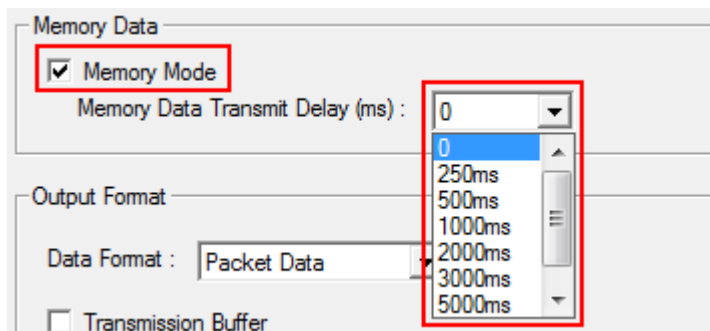 Memory Data
Memory Mode
Memory Data Transmit Delay (ms) : 0
0
250ms
500ms
1000ms
2000ms
3000ms
5000ms
Output Format
Data Format : Packet Data
Transmission Buffer